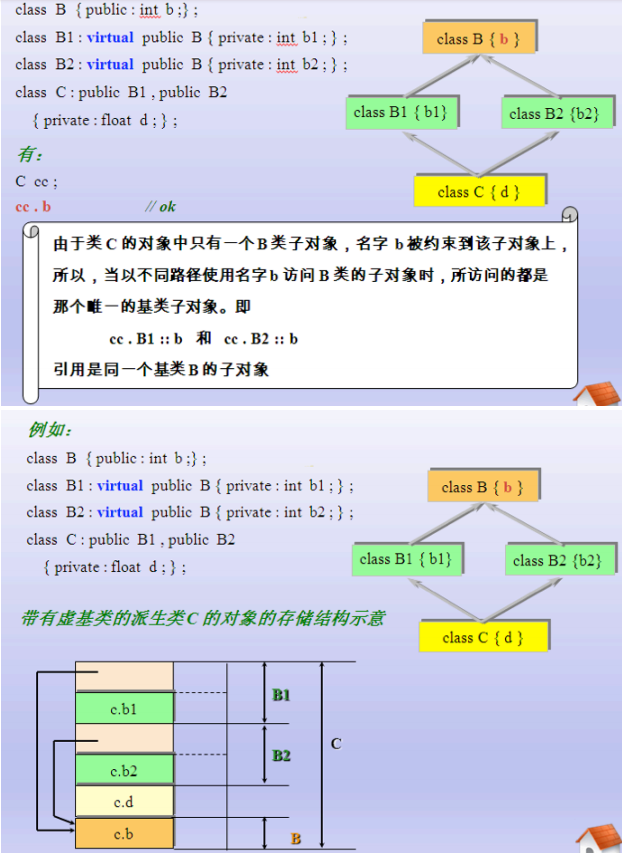 class B { public : int b ;} ;
class B1 : virtual public B { private : int b1 ; } ;
class B2 : virtual public B { private : int b2 ; } ;
class C : public B1 , public B2
{ private : float d ; } ;
有：
C cc ;
cc . b // ok
class B { b }
class B1 { b1}
class B2 {b2}
class C { d }
由于类 C 的对象中只有一个 B 类子对象，名字 b 被约束到该子对象上，
所以，当以不同路径使用名字 b 访问 B 类的子对象时，所访问的都是
那个唯一的基类子对象。即
cc . B1 :: b 和 cc . B2 :: b
引用是同一个基类 B 的子对象
例如：
class B { public : int b ;} ;
class B1 : virtual public B { private : int b1 ; } ;
class B2 : virtual public B { private : int b2 ; } ;
class C : public B1 , public B2
{ private : float d ; } ;
class B { b }
class B1 { b1}
class B2 {b2}
class C { d }
带有虚基类的派生类 C 的对象的存储结构示意
c.b1
c.b2
c.d
c.b
B1
B2
B
C